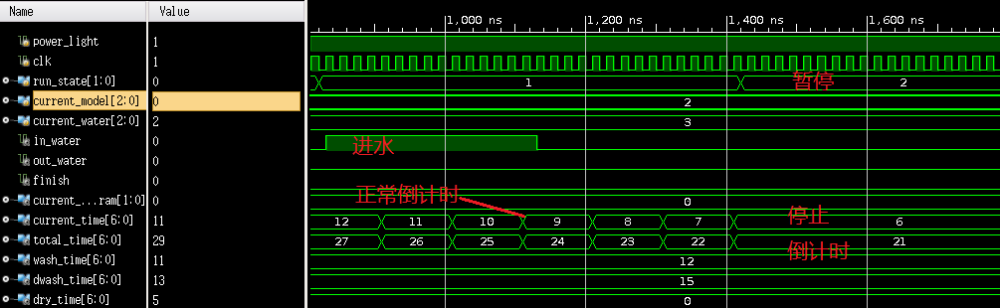 Name Value 1,000 ns 1,200 ns 1,400 ns 1,600 ns
power_light 1
clk 1
run_state[1:0] 0 1 暂停 2
current_model[2:0] 0 2
current_water[2:0] 2 3
in_water 0 进水
out_water 0
finish 0 正常倒计时
current_...ram[1:0] 0 0
current_time[6:0] 11 12 11 10 9 8 7 停止 6
total_time[6:0] 29 27 26 25 24 23 22 倒计时 21
wash_time[6:0] 11 12
dwash_time[6:0] 13 15
dry_time[6:0] 5 0